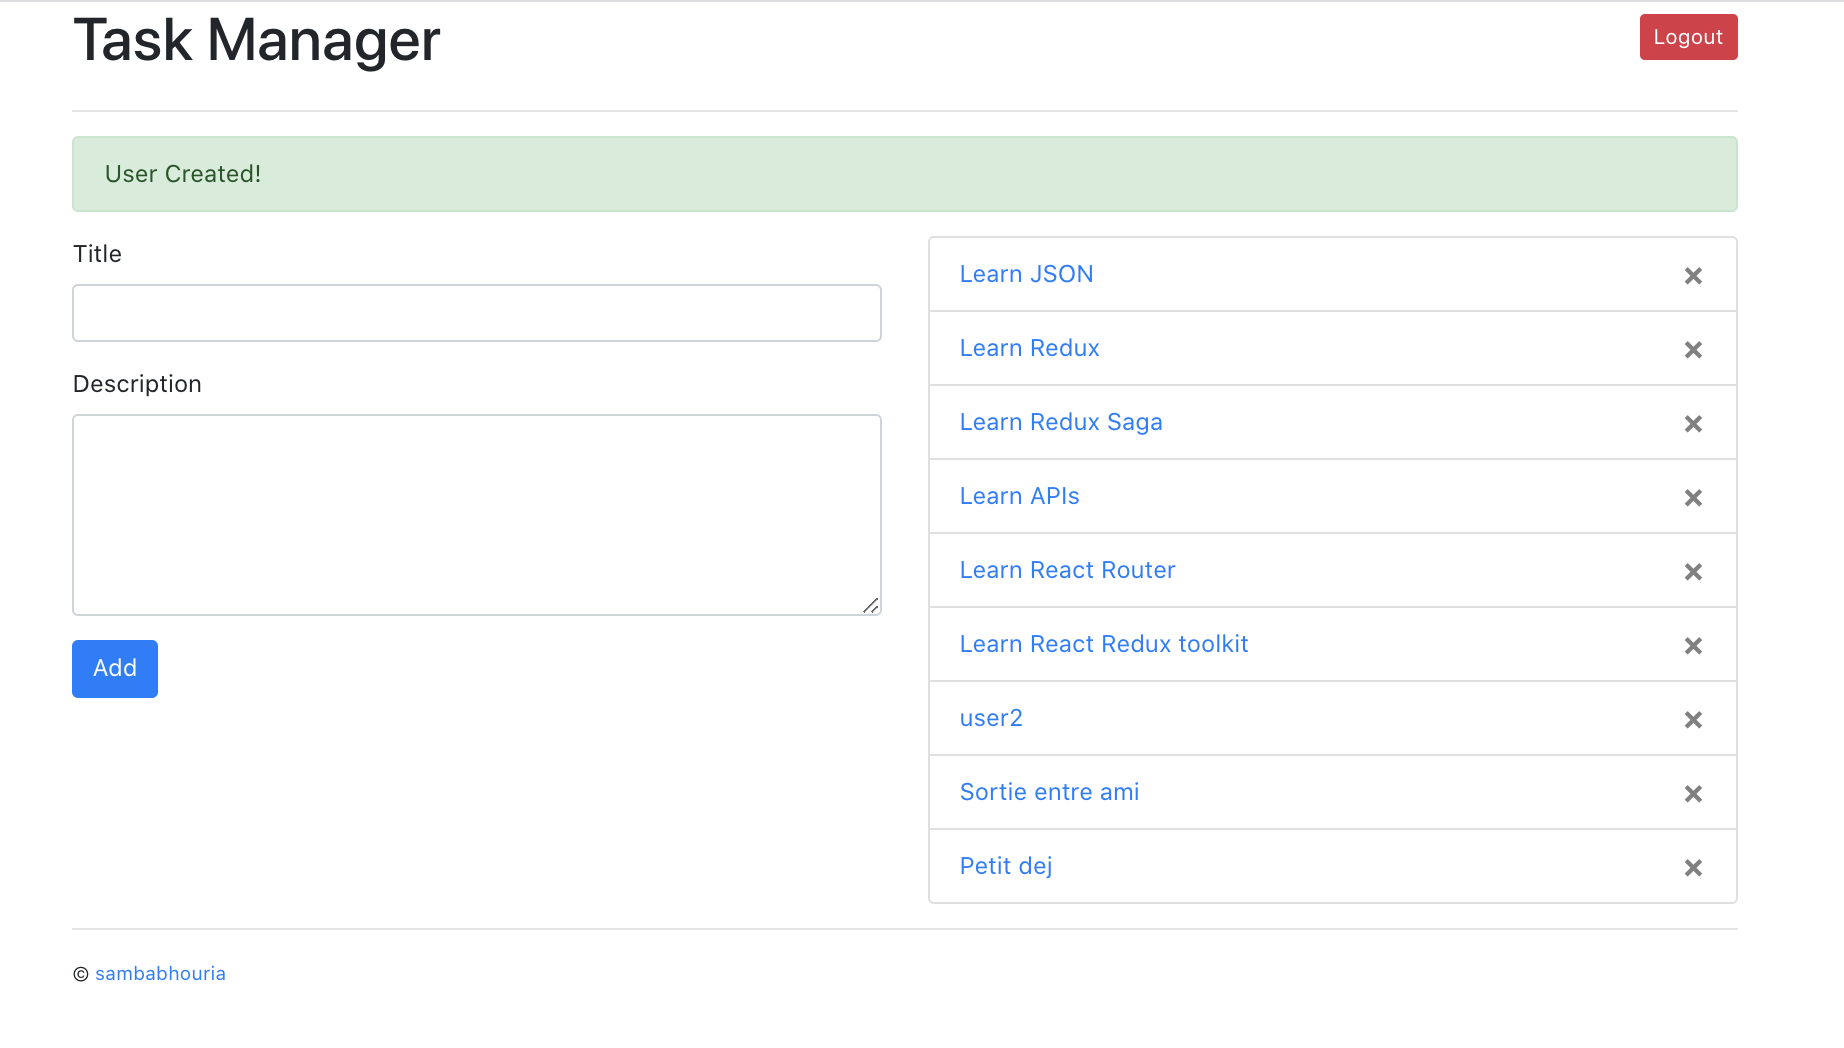 Task Manager
Logout
User Created!
Title
Description
Add
Learn JSON
Learn Redux
Learn Redux Saga
Learn APIs
Learn React Router
Learn React Redux toolkit
user2
Sortie entre ami
Petit dej
© sambabhouria